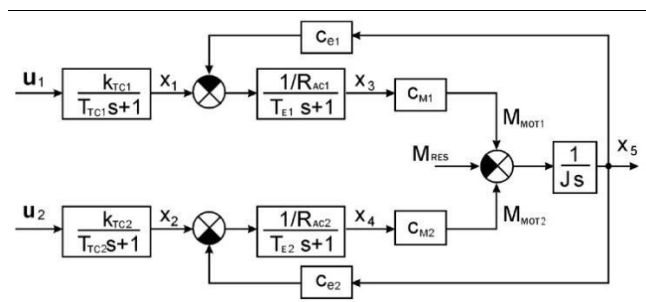 c_e1
u_1
k_TC1
T_TC1 s+1
x_1
1/R_AC1
T_E1 s+1
x_3
c_M1
M_MOT1
M_RES
1
Js
x_5
u_2
k_TC2
T_TC2 s+1
x_2
1/R_AC2
T_E2 s+1
x_4
c_M2
M_MOT2
c_e2